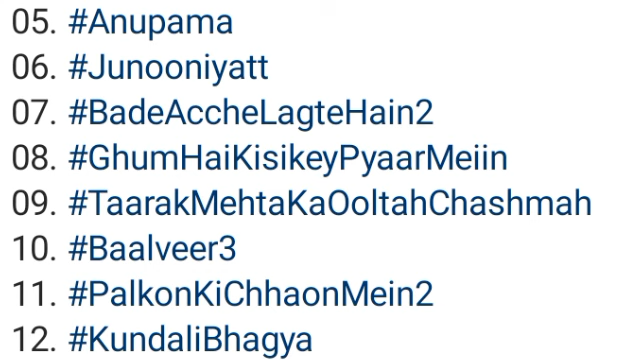 05. #Anupama
06. #Junooniyatt
07. #BadeAccheLagteHain2
08. #GhumHaiKisikeyPyaarMeiin
09. #TaarakMehtaKaOoltahChashmah
10. #Baalveer3
11. #PalkonKiChhaonMein2
12. #KundaliBhagya